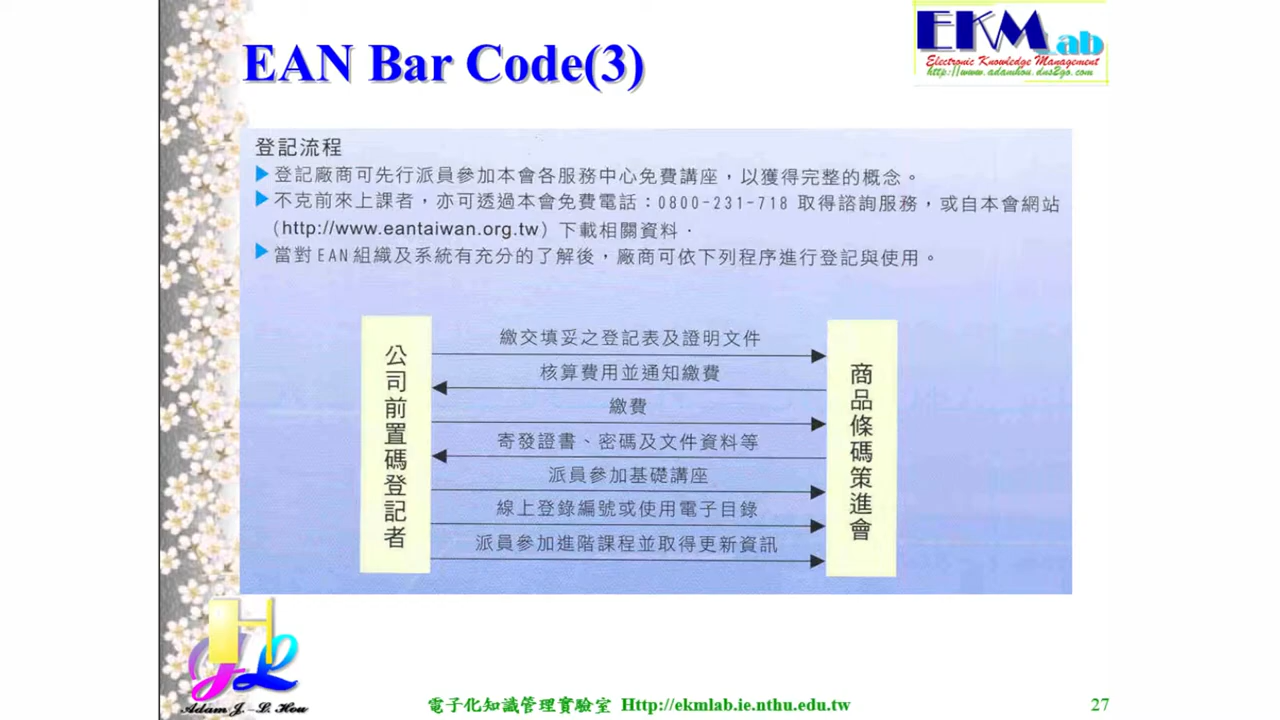 EAN Bar Code(3)
EKM Lab
Electronic Knowledge Management
http://www.adamhou.dns2go.com
登記流程
登記廠商可先行派員參加本會各服務中心免費講座，以獲得完整的概念。
不克前來上課者，亦可透過本會免費電話：0800-231-718 取得諮詢服務，或自本會網站
（http://www.eantaiwan.org.tw）下載相關資料．
當對EAN組織及系統有充分的了解後，廠商可依下列程序進行登記與使用。
公司前置碼登記者
繳交填妥之登記表及證明文件
核算費用並通知繳費
繳費
寄發證書、密碼及文件資料等
派員參加基礎講座
線上登錄編號或使用電子目錄
派員參加進階課程並取得更新資訊
商品條碼策進會
H
J L
Adam J. -L. Hou
電子化知識管理實驗室 Http://ekmlab.ie.nthu.edu.tw
27